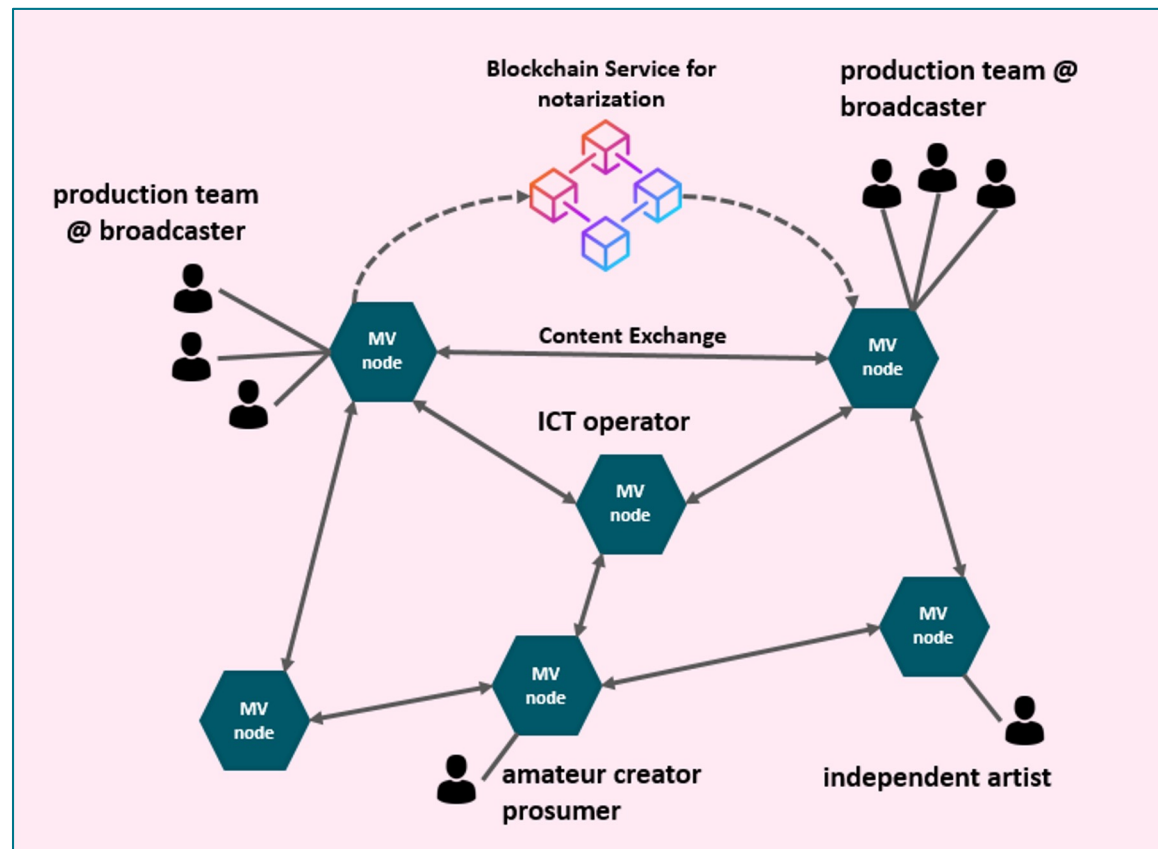 Blockchain Service for
notarization
production team @
broadcaster
production team
@ broadcaster
MV
node
Content Exchange
MV
node
ICT operator
MV
node
MV
node
MV
node
MV
node
amateur creator
prosumer
independent artist